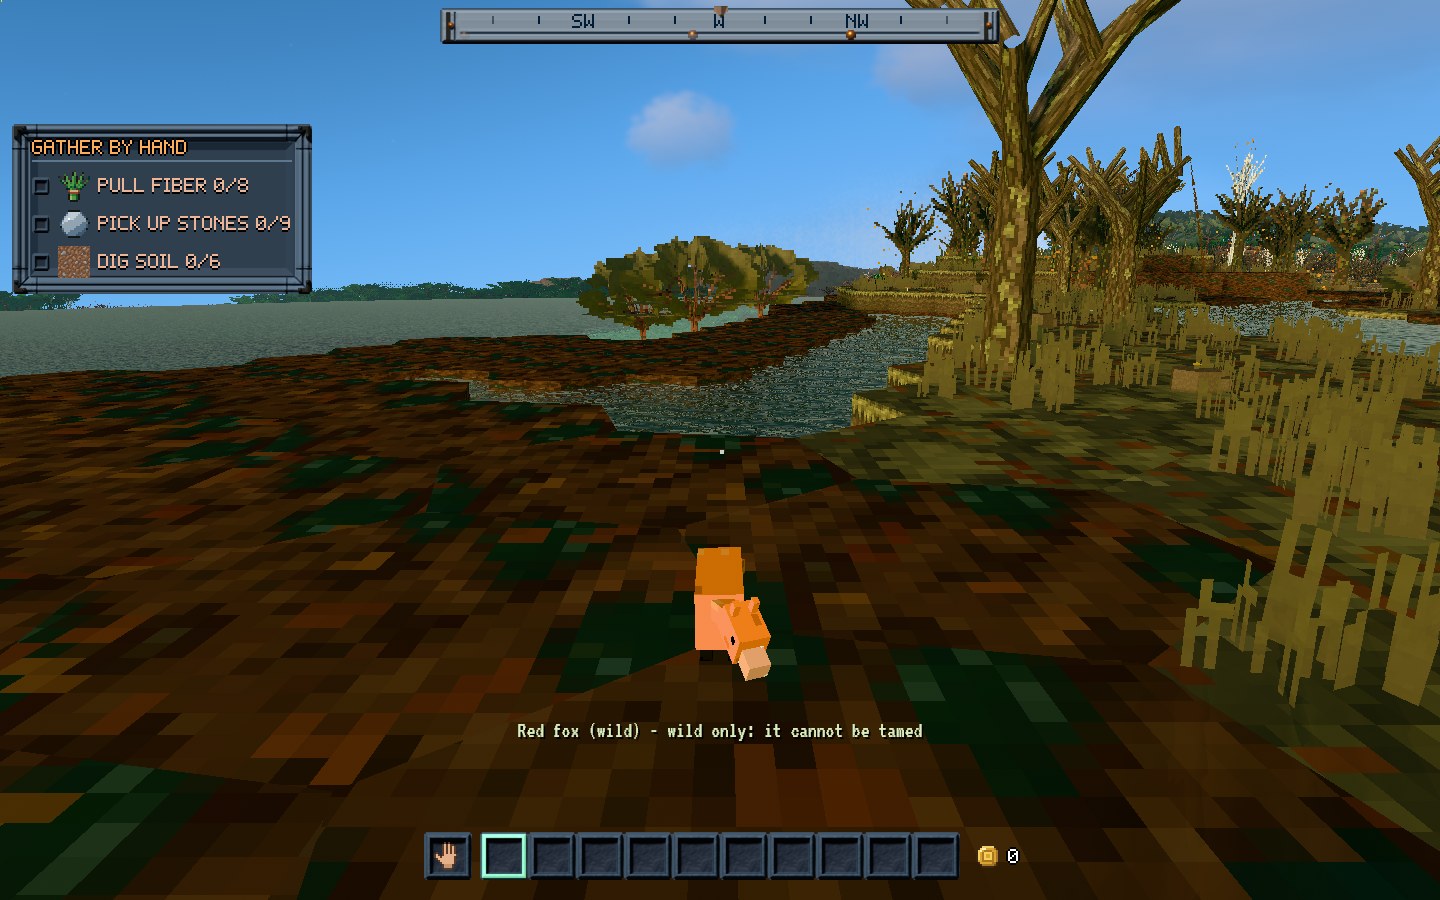 SW W NW
GATHER BY HAND
PULL FIBER 0/8
PICK UP STONES 0/9
DIG SOIL 0/6
Red fox (wild) - wild only: it cannot be tamed
0